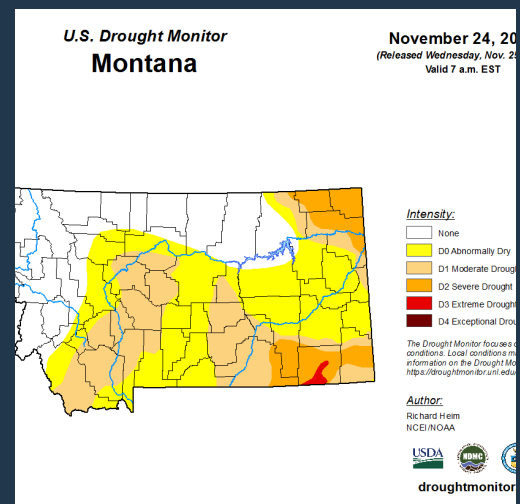 U.S. Drought Monitor
Montana
November 24, 20
(Released Wednesday, Nov. 25
Valid 7 a.m. EST
Intensity:
None
D0 Abnormally Dry
D1 Moderate Drough
D2 Severe Drought
D3 Extreme Drought
D4 Exceptional Drou
The Drought Monitor focuses o
conditions. Local conditions ma
information on the Drought Mo
https://droughtmonitor.unl.edu/
Author:
Richard Heim
NCEI/NOAA
USDA
NDMC
droughtmonitor